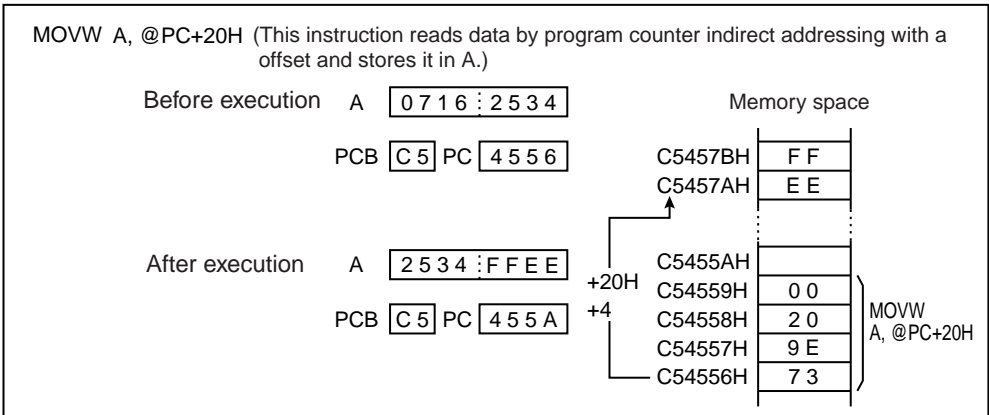 MOVW A, @PC+20H (This instruction reads data by program counter indirect addressing with a
offset and stores it in A.)
Before execution A 0716 2534
Memory space
PCB C5 PC 4556
C5457BH FF
C5457AH EE
After execution A 2534 FFEE
PCB C5 PC 455A
+20H
+4
C5455AH
C54559H 00
C54558H 20
C54557H 9E
C54556H 73
MOVW
A, @PC+20H